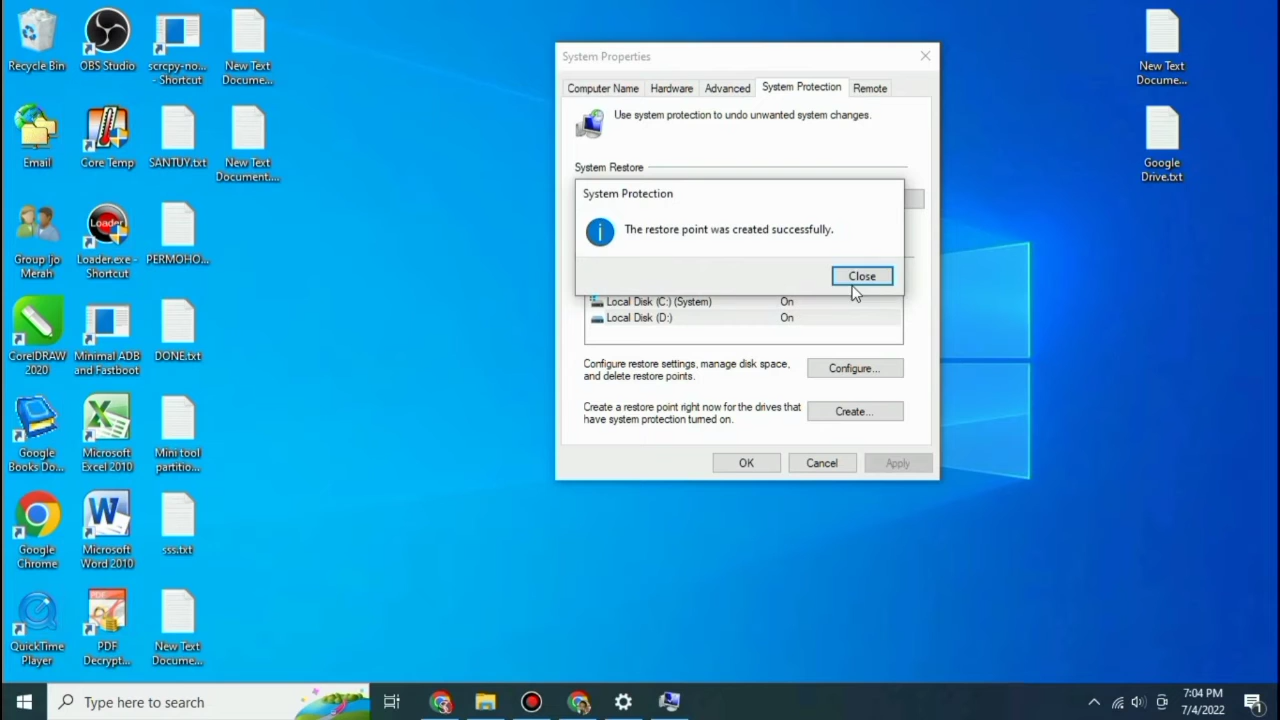 Recycle Bin
OBS Studio
scrcpy-no...
- Shortcut
New Text
Docume...
Email
Core Temp
SANTUY.txt
New Text
Document....
Group Ijo
Merah
Loader
Loader.exe -
Shortcut
PERMOHO...
CorelDRAW
2020
Minimal ADB
and Fastboot
DONE.txt
Google
Books Do...
Microsoft
Excel 2010
Mini tool
partitio...
Google
Chrome
Microsoft
Word 2010
sss.txt
QuickTime
Player
PDF
Decrypt...
New Text
Docume...
System Properties
Computer Name
Hardware
Advanced
System Protection
Remote
Use system protection to undo unwanted system changes.
System Restore
System Protection
The restore point was created successfully.
Close
Local Disk (C:) (System) On
Local Disk (D:) On
Configure restore settings, manage disk space,
and delete restore points.
Configure...
Create a restore point right now for the drives that
have system protection turned on.
Create...
OK
Cancel
Apply
New Text
Docume...
Google
Drive.txt
Type here to search
7:04 PM
7/4/2022
1